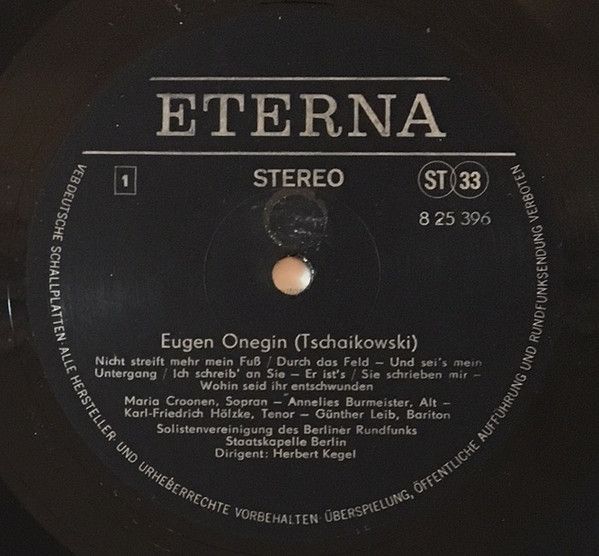 ETERNA
1
STEREO
ST 33
8 25 396
Eugen Onegin (Tschaikowski)
Nicht streift mehr mein Fuß / Durch das Feld – Und sei's mein
Untergang / Ich schreib' an Sie – Er ist's / Sie schrieben mir –
Wohin seid ihr entschwunden
Maria Croonen, Sopran – Annelies Burmeister, Alt –
Karl-Friedrich Hölzke, Tenor – Günther Leib, Bariton
Solistenvereinigung des Berliner Rundfunks
Staatskapelle Berlin
Dirigent: Herbert Kegel
VEB DEUTSCHE SCHALLPLATTEN · ALLE HERSTELLER- UND URHEBERRECHTE VORBEHALTEN · ÜBERSPIELUNG, ÖFFENTLICHE AUFFÜHRUNG UND RUNDFUNKSENDUNG VERBOTEN